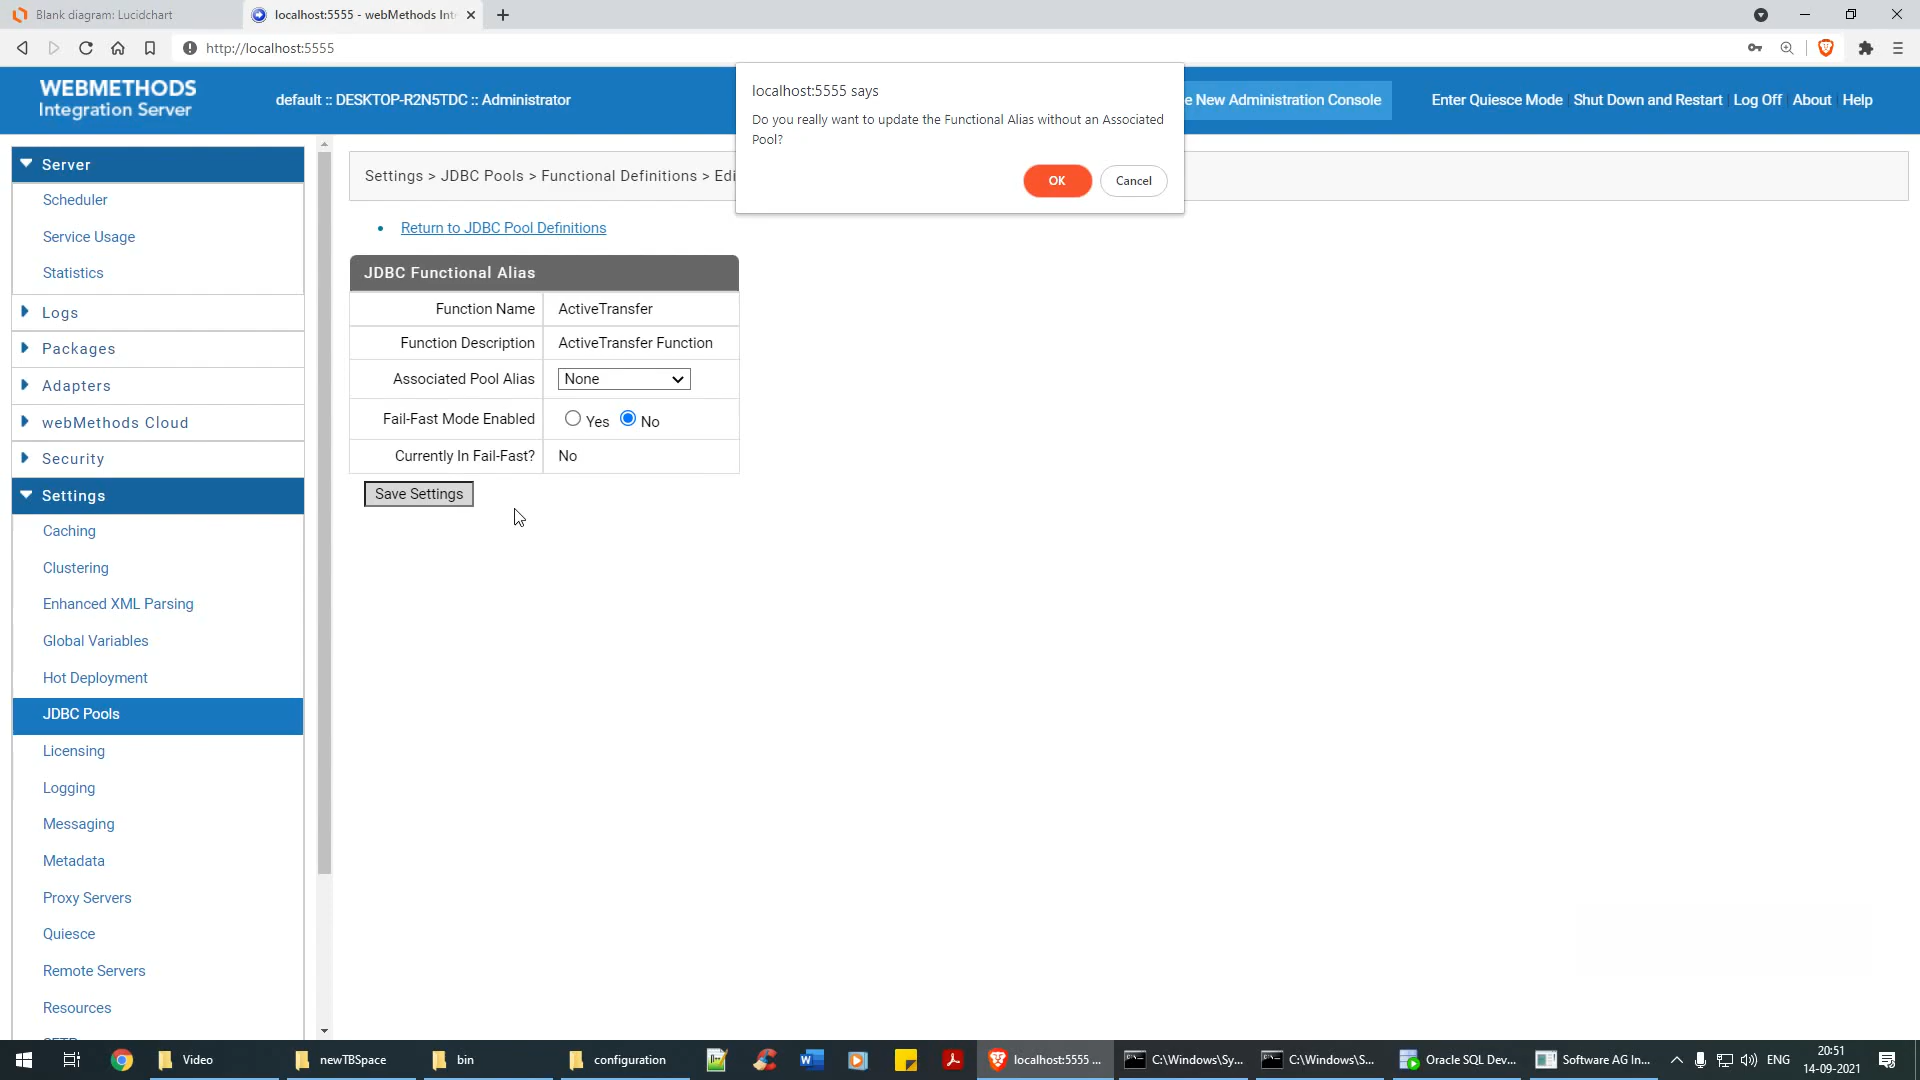 Blank diagram: Lucidchart
localhost:5555 - webMethods Int
http://localhost:5555
WEBMETHODS
Integration Server
default :: DESKTOP-R2N5TDC :: Administrator
e New Administration Console
Enter Quiesce Mode
Shut Down and Restart
Log Off
About
Help
localhost:5555 says
Do you really want to update the Functional Alias without an Associated
Pool?
OK
Cancel
Server
Scheduler
Service Usage
Statistics
Logs
Packages
Adapters
webMethods Cloud
Security
Settings
Caching
Clustering
Enhanced XML Parsing
Global Variables
Hot Deployment
JDBC Pools
Licensing
Logging
Messaging
Metadata
Proxy Servers
Quiesce
Remote Servers
Resources
Settings > JDBC Pools > Functional Definitions > Edi
Return to JDBC Pool Definitions
JDBC Functional Alias
Function Name ActiveTransfer
Function Description ActiveTransfer Function
Associated Pool Alias None
Fail-Fast Mode Enabled Yes No
Currently In Fail-Fast? No
Save Settings
Video
newTBSpace
bin
configuration
localhost:5555 ...
C:\Windows\Sy...
C:\Windows\S...
Oracle SQL Dev...
Software AG In...
ENG
20:51
14-09-2021